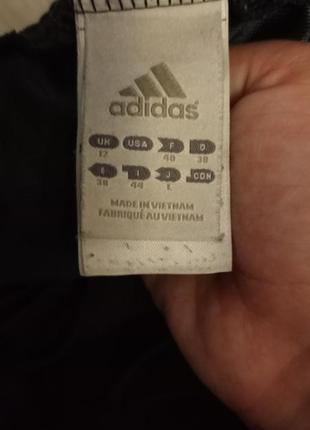 adidas
UK USA F D
12 40 38
E I J CDN
38 44 L
MADE IN VIETNAM
FABRIQUÉ AU VIETNAM